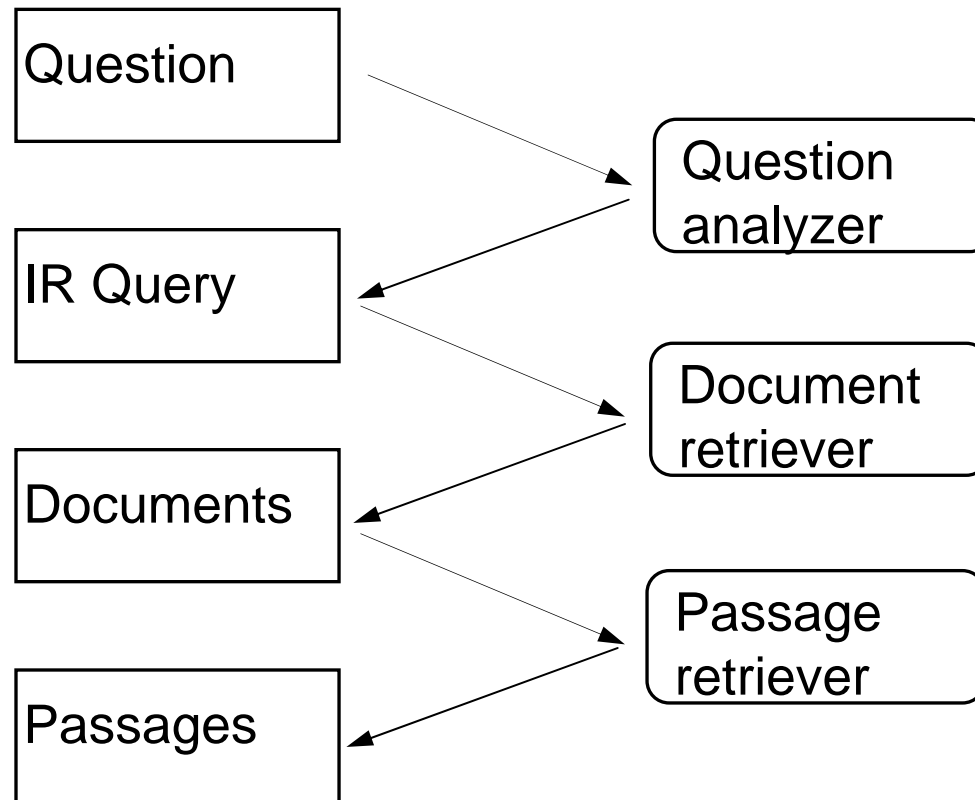 Question
Question
analyzer
IR Query
Document
retriever
Documents
Passage
retriever
Passages